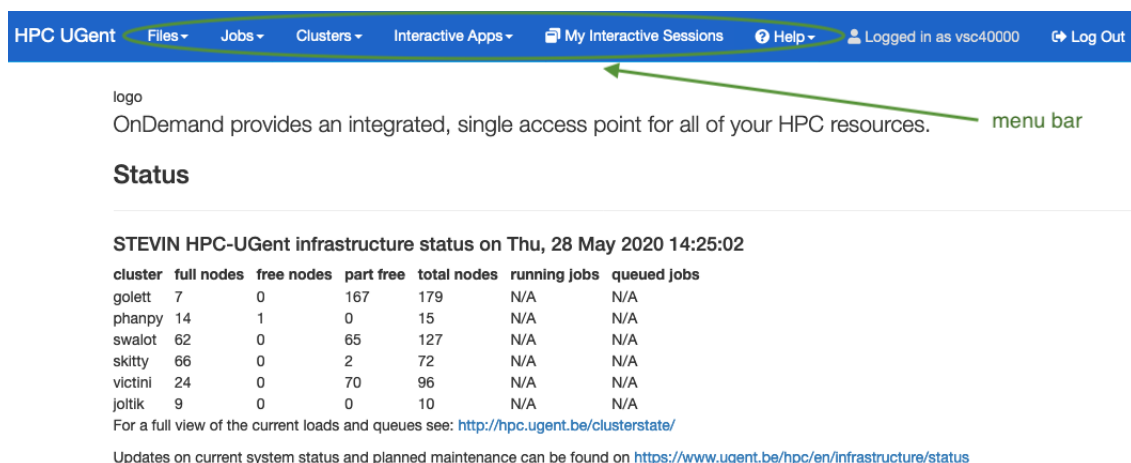 HPC UGent Files Jobs Clusters Interactive Apps My Interactive Sessions Help Logged in as vsc40000 Log Out
logo
OnDemand provides an integrated, single access point for all of your HPC resources.
menu bar
Status
STEVIN HPC-UGent infrastructure status on Thu, 28 May 2020 14:25:02
cluster full nodes free nodes part free total nodes running jobs queued jobs
golett 7 0 167 179 N/A N/A
phanpy 14 1 0 15 N/A N/A
swalot 62 0 65 127 N/A N/A
skitty 66 0 2 72 N/A N/A
victini 24 0 70 96 N/A N/A
joltik 9 0 0 10 N/A N/A
For a full view of the current loads and queues see: http://hpc.ugent.be/clusterstate/
Updates on current system status and planned maintenance can be found on https://www.ugent.be/hpc/en/infrastructure/status